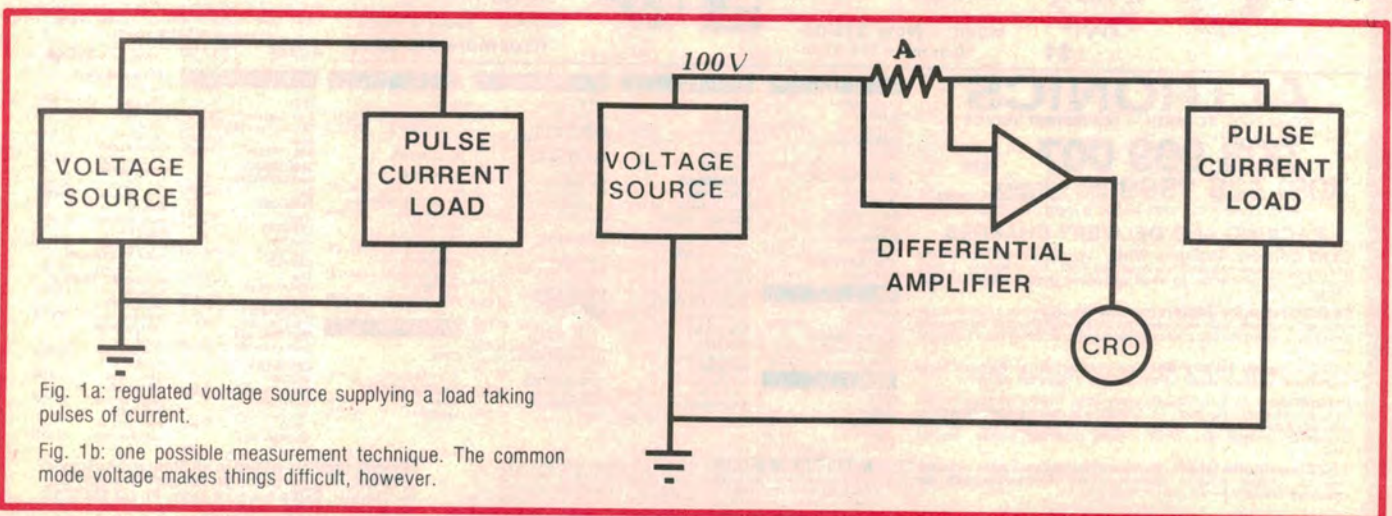 VOLTAGE
SOURCE
PULSE
CURRENT
LOAD
Fig. 1a: regulated voltage source supplying a load taking
pulses of current.
Fig. 1b: one possible measurement technique. The common
mode voltage makes things difficult, however.
100V
A
VOLTAGE
SOURCE
DIFFERENTIAL
AMPLIFIER
CRO
PULSE
CURRENT
LOAD